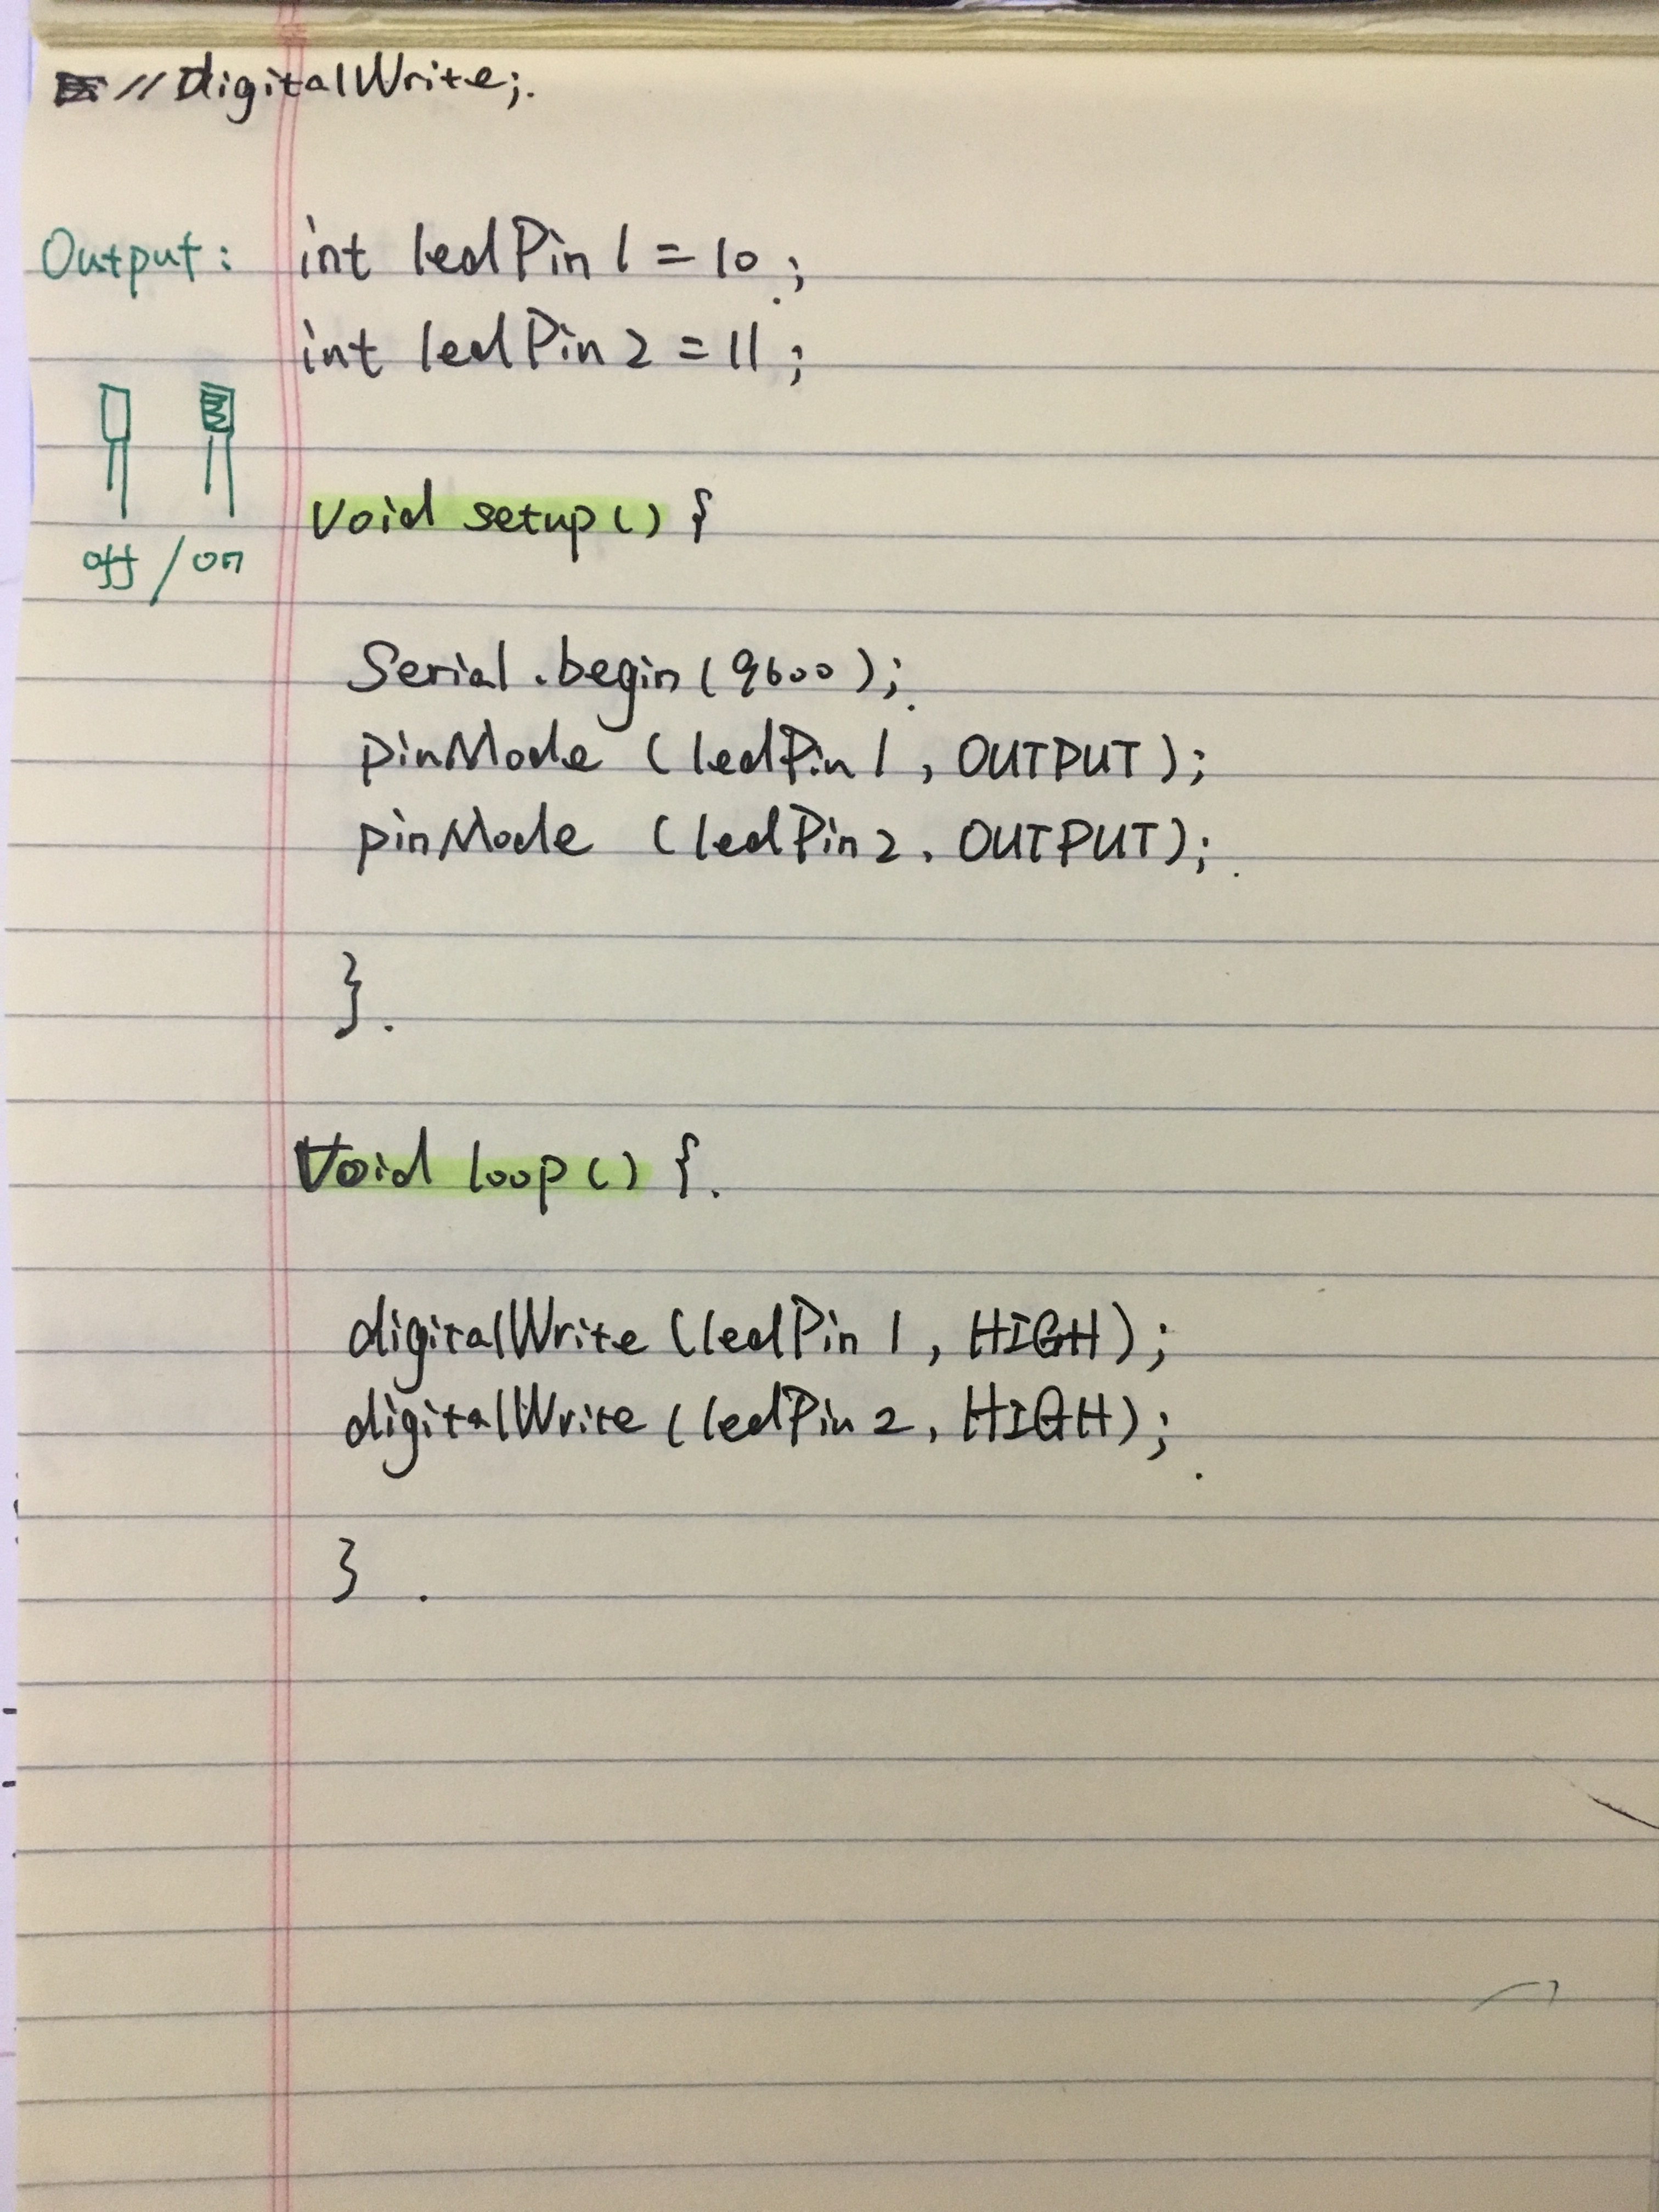 //digitalWrite;.
Output: int ledPin1 = 10;
int ledPin2 = 11;
off / on
Void setup() {
Serial.begin(9600);
pinMode (ledPin1, OUTPUT);
pinMode (ledPin2, OUTPUT);
}.
Void loop() {.
digitalWrite (ledPin1, HIGH);
digitalWrite (ledPin2, HIGH);
} .